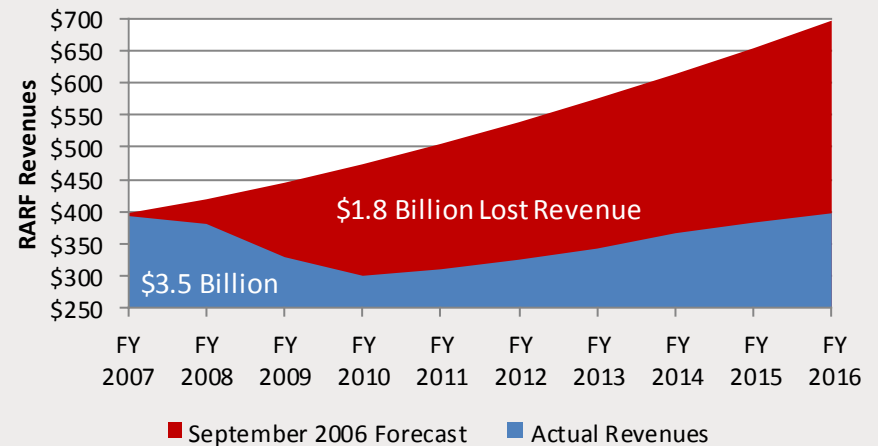 $700
$650
$600
$550
$500
$450
$400
$350
$300
$250
RARF Revenues
$1.8 Billion Lost Revenue
$3.5 Billion
FY FY FY FY FY FY FY FY FY FY
2007 2008 2009 2010 2011 2012 2013 2014 2015 2016
September 2006 Forecast Actual Revenues